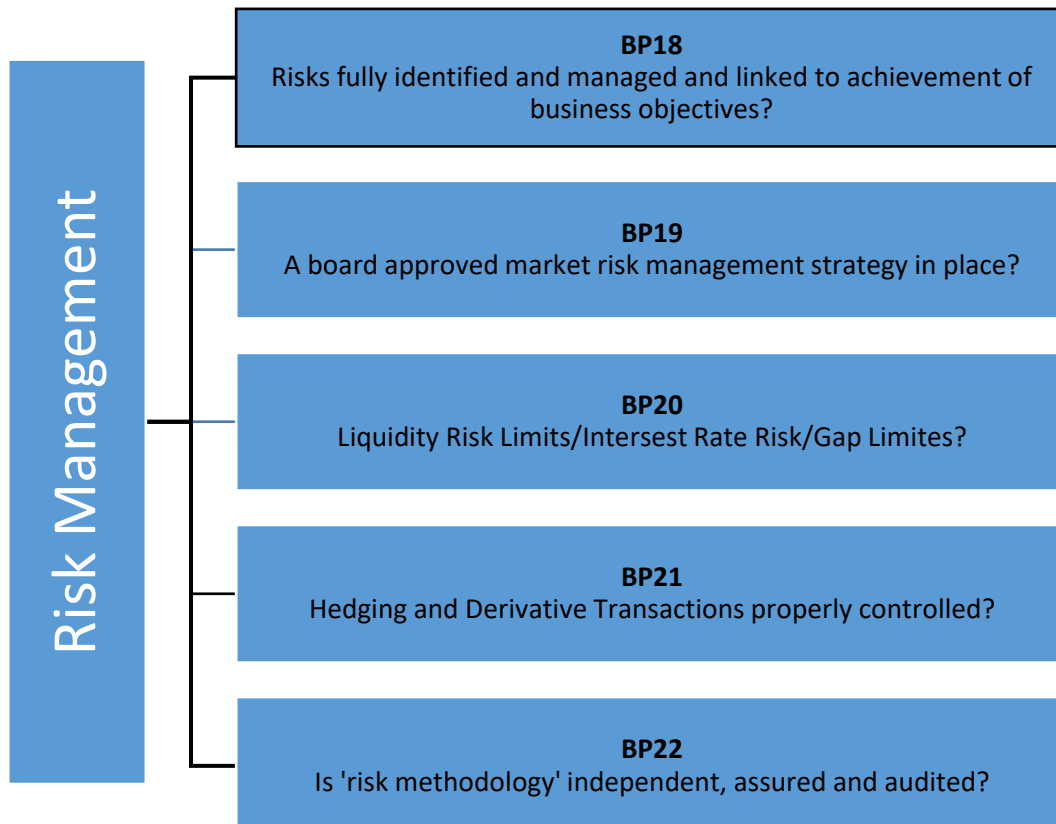 Risk Management
BP18
Risks fully identified and managed and linked to achievement of
business objectives?
BP19
A board approved market risk management strategy in place?
BP20
Liquidity Risk Limits/Intersest Rate Risk/Gap Limites?
BP21
Hedging and Derivative Transactions properly controlled?
BP22
Is 'risk methodology' independent, assured and audited?